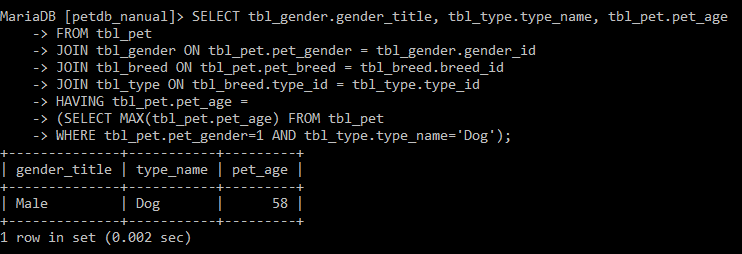 MariaDB [petdb_nanual]> SELECT tbl_gender.gender_title, tbl_type.type_name, tbl_pet.pet_age
    -> FROM tbl_pet
    -> JOIN tbl_gender ON tbl_pet.pet_gender = tbl_gender.gender_id
    -> JOIN tbl_breed ON tbl_pet.pet_breed = tbl_breed.breed_id
    -> JOIN tbl_type ON tbl_breed.type_id = tbl_type.type_id
    -> HAVING tbl_pet.pet_age =
    -> (SELECT MAX(tbl_pet.pet_age) FROM tbl_pet
    -> WHERE tbl_pet.pet_gender=1 AND tbl_type.type_name='Dog');
+--------------+-----------+---------+
| gender_title | type_name | pet_age |
+--------------+-----------+---------+
| Male         | Dog       |      58 |
+--------------+-----------+---------+
1 row in set (0.002 sec)